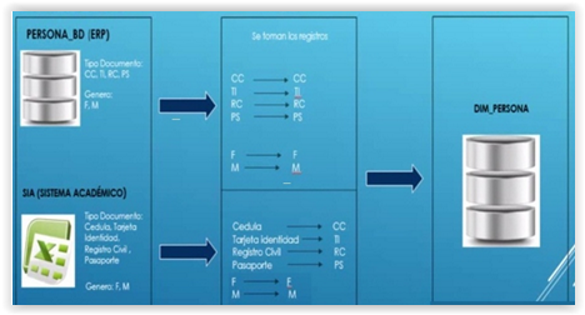 PERSONA_BD (ERP)
Tipo Documento:
CC, TI, RC, PS
Genero:
F, M
SIA (SISTEMA ACADÉMICO)
Tipo Documento:
Cedula, Tarjeta
Identidad,
Registro Civil,
Pasaporte
Genero: F, M
Se toman los registros
CC CC
TI TI
RC RC
PS PS
F F
M M
Cedula CC
Tarjeta Identidad TI
Registro Civil RC
Pasaporte PS
F F
M M
DIM_PERSONA